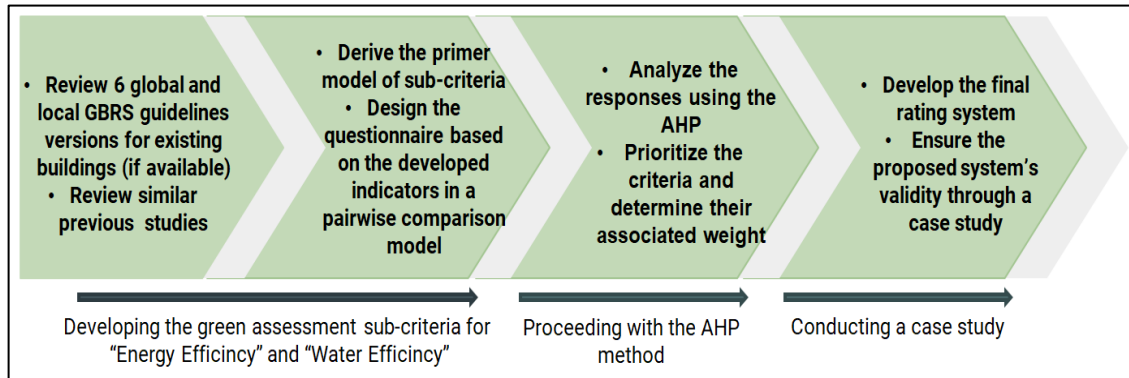 • Review 6 global and
local GBRS guidelines
versions for existing
buildings (if available)
• Review similar
previous studies
• Derive the primer
model of sub-criteria
• Design the
questionnaire based
on the developed
indicators in a
pairwise comparison
model
• Analyze the
responses using the
AHP
• Prioritize the
criteria and
determine their
associated weight
• Develop the final
rating system
• Ensure the
proposed system's
validity through a
case study
Developing the green assessment sub-criteria for
“Energy Efficincy” and “Water Efficincy”
Proceeding with the AHP
method
Conducting a case study